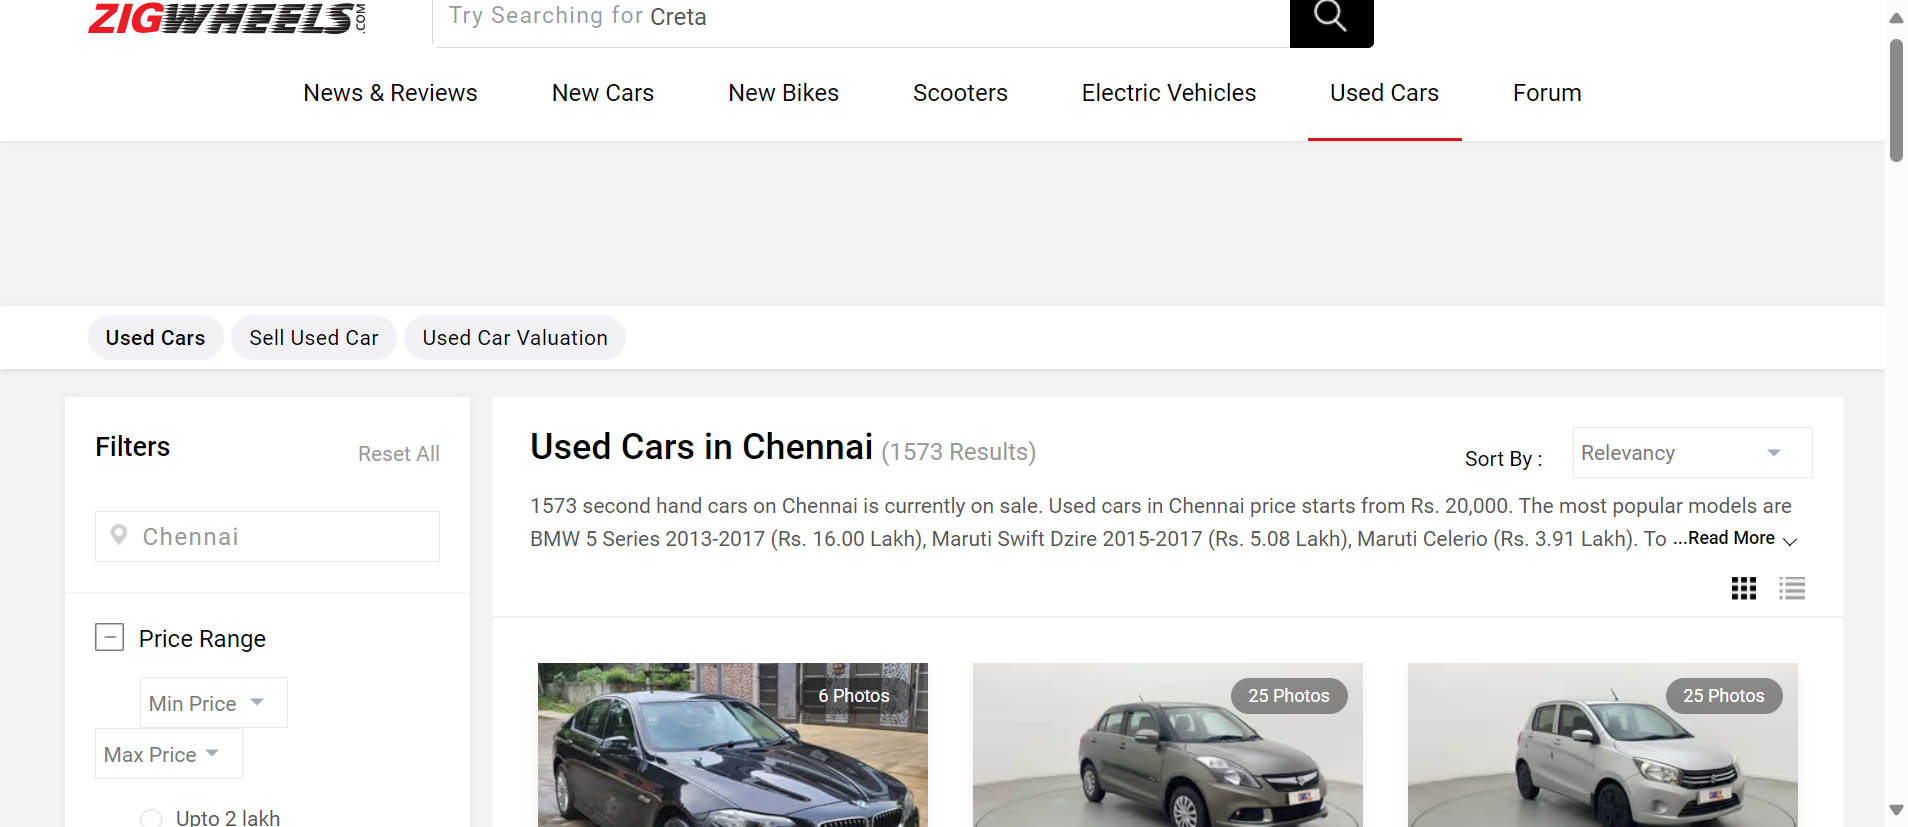 ZIGWHEELS.COM
Try Searching for Creta
News & Reviews New Cars New Bikes Scooters Electric Vehicles Used Cars Forum
Used Cars Sell Used Car Used Car Valuation
Filters
Reset All
Chennai
Price Range
Min Price
Max Price
Upto 2 lakh
Used Cars in Chennai (1573 Results)
Sort By : Relevancy
1573 second hand cars on Chennai is currently on sale. Used cars in Chennai price starts from Rs. 20,000. The most popular models are
BMW 5 Series 2013-2017 (Rs. 16.00 Lakh), Maruti Swift Dzire 2015-2017 (Rs. 5.08 Lakh), Maruti Celerio (Rs. 3.91 Lakh). To ...Read More
6 Photos
25 Photos
25 Photos